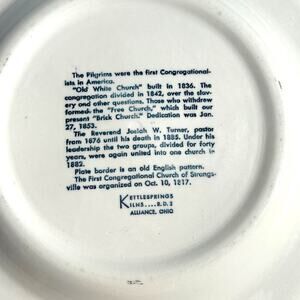 The Pilgrims were the first Congregational-
ists in America.
"Old White Church" built in 1836. The
congregation divided in 1842, over the slav-
ery and other questions. Those who withdrew
formed the "Free Church," which built our
present "Brick Church." Dedication was Jan.
27, 1853.
The Reverend Josiah W. Turner, pastor
from 1876 until his death in 1885. Under his
leadership the two groups, divided for forty
years, were again united into one church in
1882.
Plate border is an old English pattern.
The First Congregational Church of Strongs-
ville was organized on Oct. 10, 1817.
KETTLESPRINGS
KILNS....R.D.2
ALLIANCE, OHIO